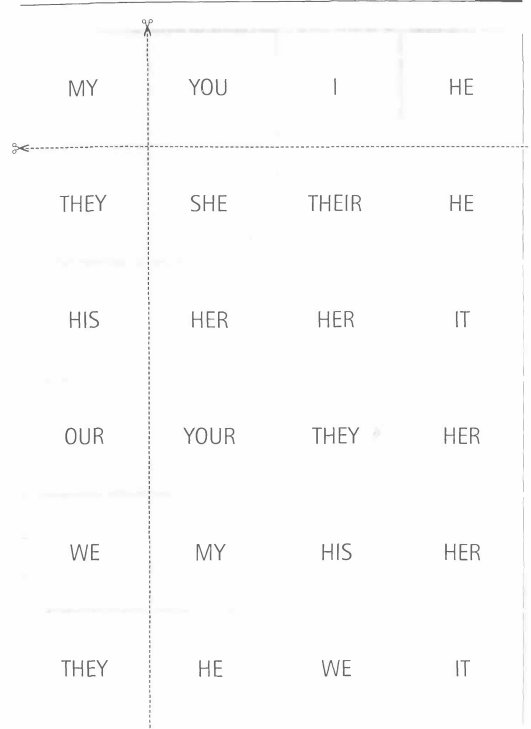 MY YOU I HE
THEY SHE THEIR HE
HIS HER HER IT
OUR YOUR THEY HER
WE MY HIS HER
THEY HE WE IT